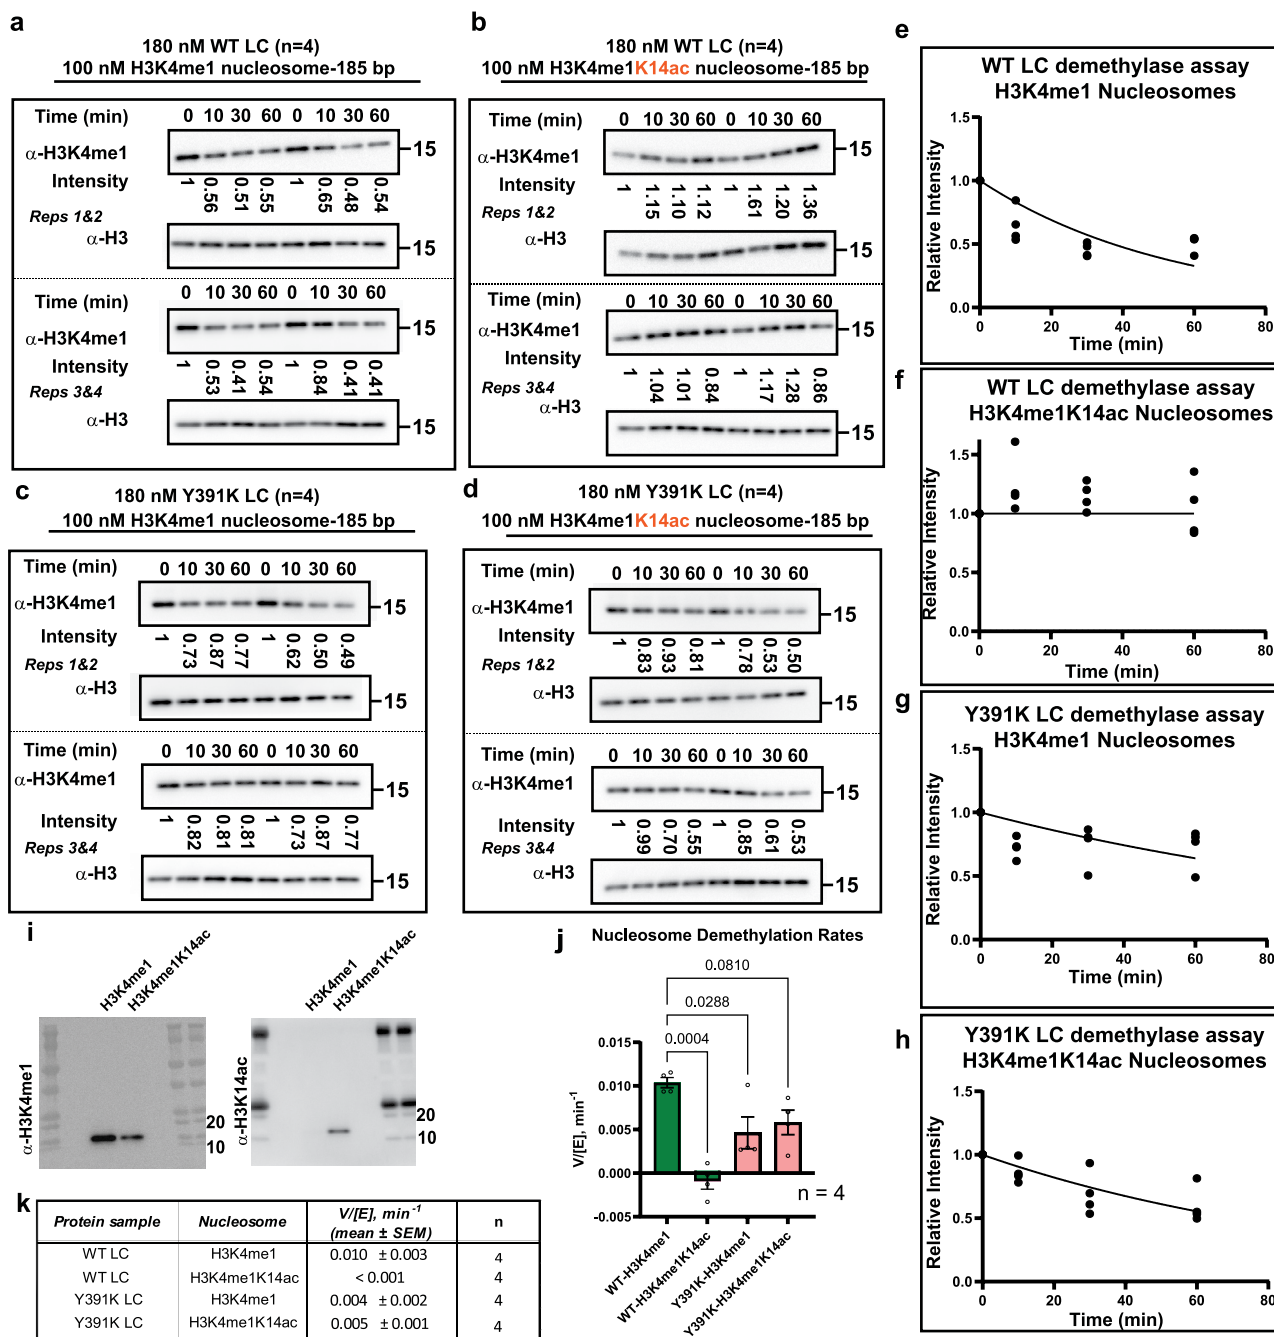 a
180 nM WT LC (n=4)
100 nM H3K4me1 nucleosome-185 bp
Time (min) 0 10 30 60 0 10 30 60
α-H3K4me1
15
Intensity 1 0.56 0.51 0.55 1 0.65 0.48 0.54
Reps 1&2
α-H3
15
Time (min) 0 10 30 60 0 10 30 60
α-H3K4me1
15
Intensity 1 0.53 0.41 0.54 1 0.84 0.41 0.41
Reps 3&4
α-H3
15
b
180 nM WT LC (n=4)
100 nM H3K4me1K14ac nucleosome-185 bp
Time (min) 0 10 30 60 0 10 30 60
α-H3K4me1
15
Intensity 1 1.15 1.10 1.12 1 1.61 1.20 1.36
Reps 1&2
α-H3
15
Time (min) 0 10 30 60 0 10 30 60
α-H3K4me1
15
Intensity 1 1.04 1.01 0.84 1 1.17 1.28 0.86
Reps 3&4
α-H3
15
c
180 nM Y391K LC (n=4)
100 nM H3K4me1 nucleosome-185 bp
Time (min) 0 10 30 60 0 10 30 60
α-H3K4me1
15
Intensity 1 0.73 0.87 0.77 1 0.62 0.50 0.49
Reps 1&2
α-H3
15
Time (min) 0 10 30 60 0 10 30 60
α-H3K4me1
15
Intensity 1 0.82 0.81 0.81 1 0.73 0.87 0.77
Reps 3&4
α-H3
15
d
180 nM Y391K LC (n=4)
100 nM H3K4me1K14ac nucleosome-185 bp
Time (min) 0 10 30 60 0 10 30 60
α-H3K4me1
15
Intensity 1 0.83 0.93 0.81 1 0.78 0.53 0.50
Reps 1&2
α-H3
15
Time (min) 0 10 30 60 0 10 30 60
α-H3K4me1
15
Intensity 1 0.99 0.70 0.55 1 0.85 0.61 0.53
Reps 3&4
α-H3
15
e
WT LC demethylase assay
H3K4me1 Nucleosomes
Relative Intensity
1.5
1.0
0.5
0.0
0 20 40 60 80
Time (min)
f
WT LC demethylase assay
H3K4me1K14ac Nucleosomes
Relative Intensity
1.5
1.0
0.5
0.0
0 20 40 60 80
Time (min)
g
Y391K LC demethylase assay
H3K4me1 Nucleosomes
Relative Intensity
1.5
1.0
0.5
0.0
0 20 40 60 80
Time (min)
h
Y391K LC demethylase assay
H3K4me1K14ac Nucleosomes
Relative Intensity
1.5
1.0
0.5
0.0
0 20 40 60 80
Time (min)
i
H3K4me1
H3K4me1K14ac
α-H3K4me1
20
10
H3K4me1
H3K4me1K14ac
α-H3K14ac
20
10
j
Nucleosome Demethylation Rates
0.0810
0.0288
0.0004
V/[E], min-1
0.015
0.010
0.005
0.000
-0.005
n = 4
WT-H3K4me1
WT-H3K4me1K14ac
Y391K-H3K4me1
Y391K-H3K4me1K14ac
k
Protein sample Nucleosome V/[E], min-1 (mean ± SEM) n
WT LC H3K4me1 0.010 ± 0.003 4
WT LC H3K4me1K14ac < 0.001 4
Y391K LC H3K4me1 0.004 ± 0.002 4
Y391K LC H3K4me1K14ac 0.005 ± 0.001 4